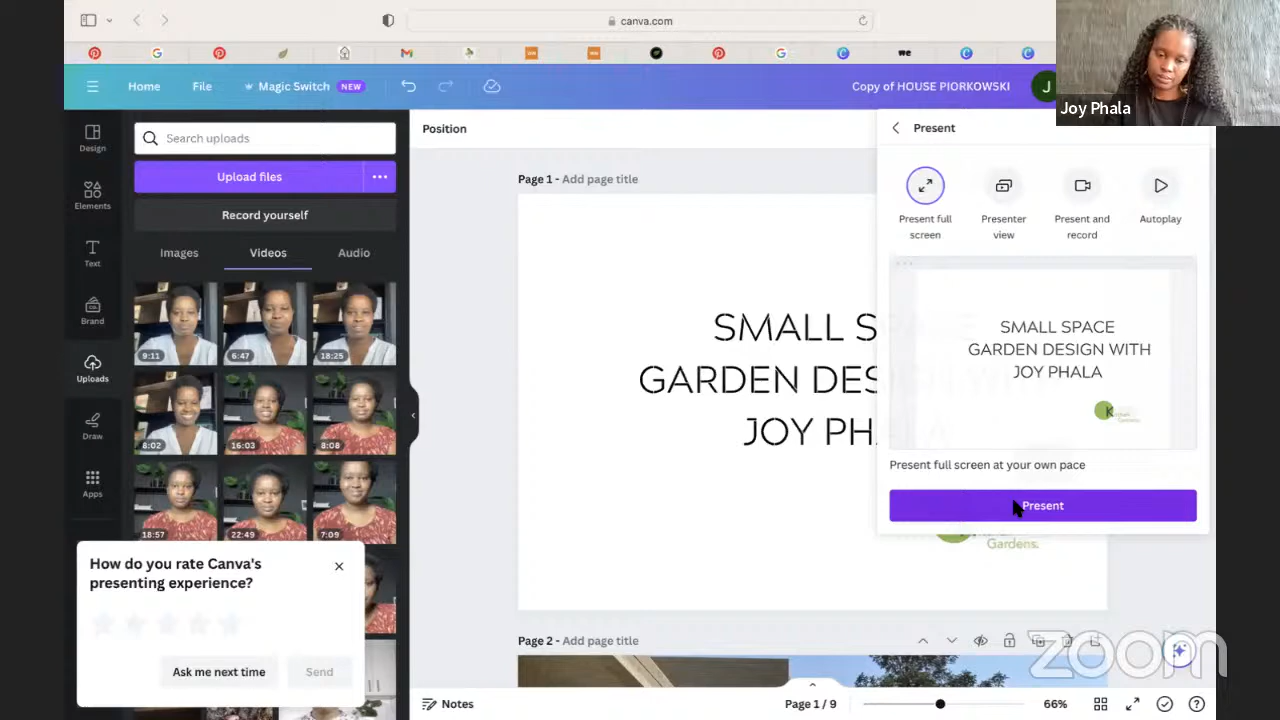 canva.com
Home
File
Magic Switch
NEW
Copy of HOUSE PIORKOWSKI
J
Joy Phala
Design
Elements
Text
Brand
Uploads
Draw
Apps
Search uploads
Upload files
Record yourself
Images
Videos
Audio
9:11
6:47
18:25
8:02
16:03
8:08
18:57
22:49
7:09
How do you rate Canva's
presenting experience?
Ask me next time
Send
Position
Page 1 - Add page title
SMALL S
GARDEN DES
JOY PH
Gardens.
Page 2 - Add page title
Present
Present full
screen
Presenter
view
Present and
record
Autoplay
SMALL SPACE
GARDEN DESIGN WITH
JOY PHALA
K
Gardens.
Present full screen at your own pace
Present
zoom
Notes
Page 1 / 9
66%